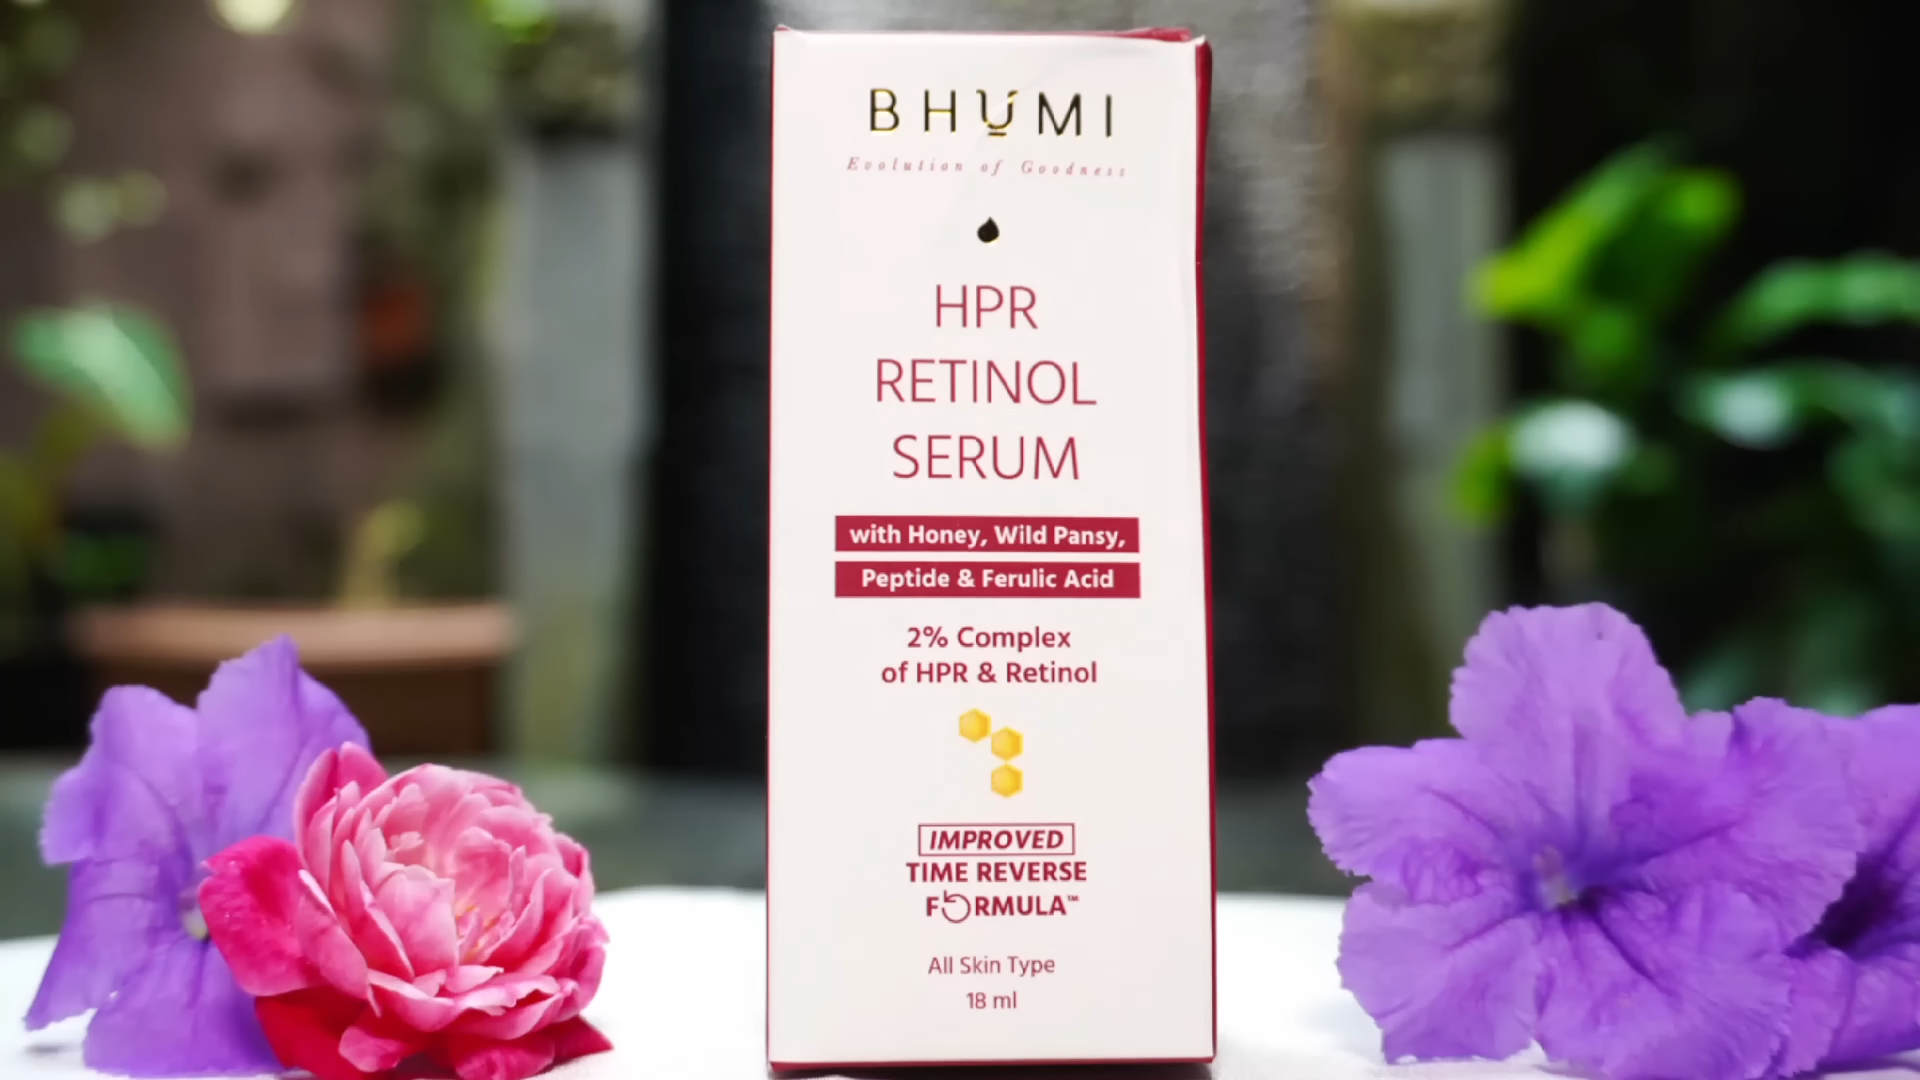 BHUMI
Evolution of Goodness
HPR
RETINOL
SERUM
with Honey, Wild Pansy,
Peptide & Ferulic Acid
2% Complex
of HPR & Retinol
IMPROVED
TIME REVERSE
FORMULA™
All Skin Type
18 ml